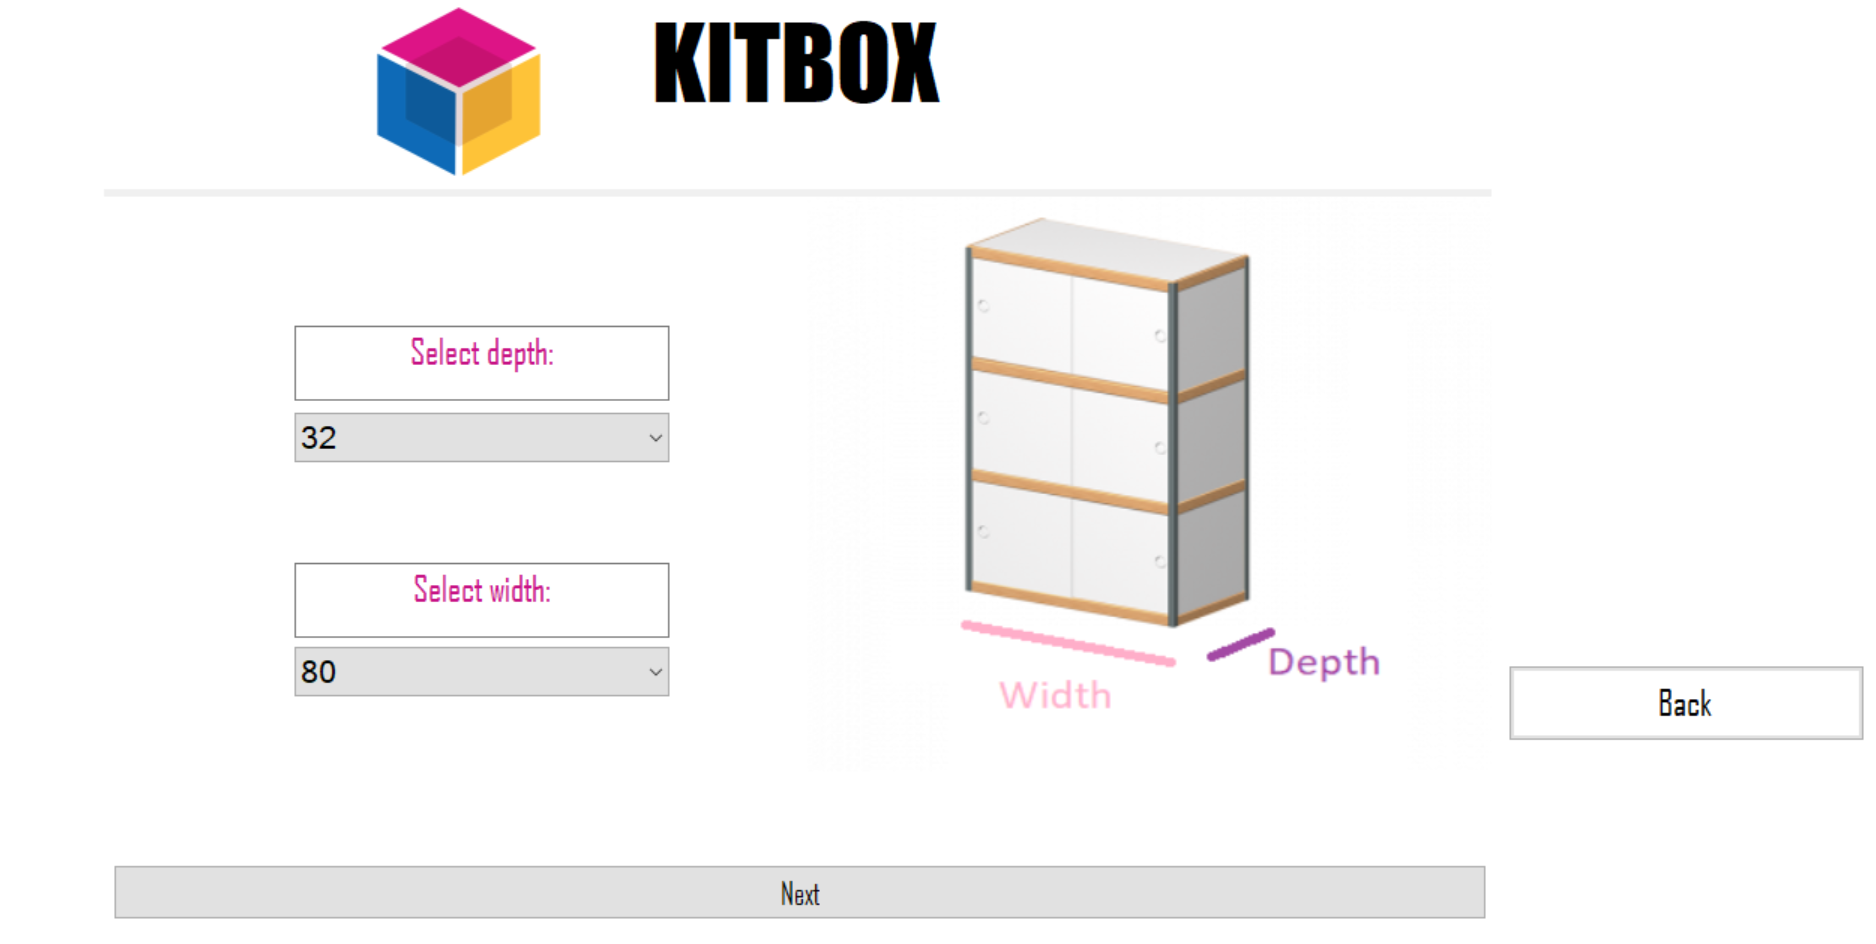 KITBOX
Select depth:
32
Select width:
80
Width
Depth
Back
Next